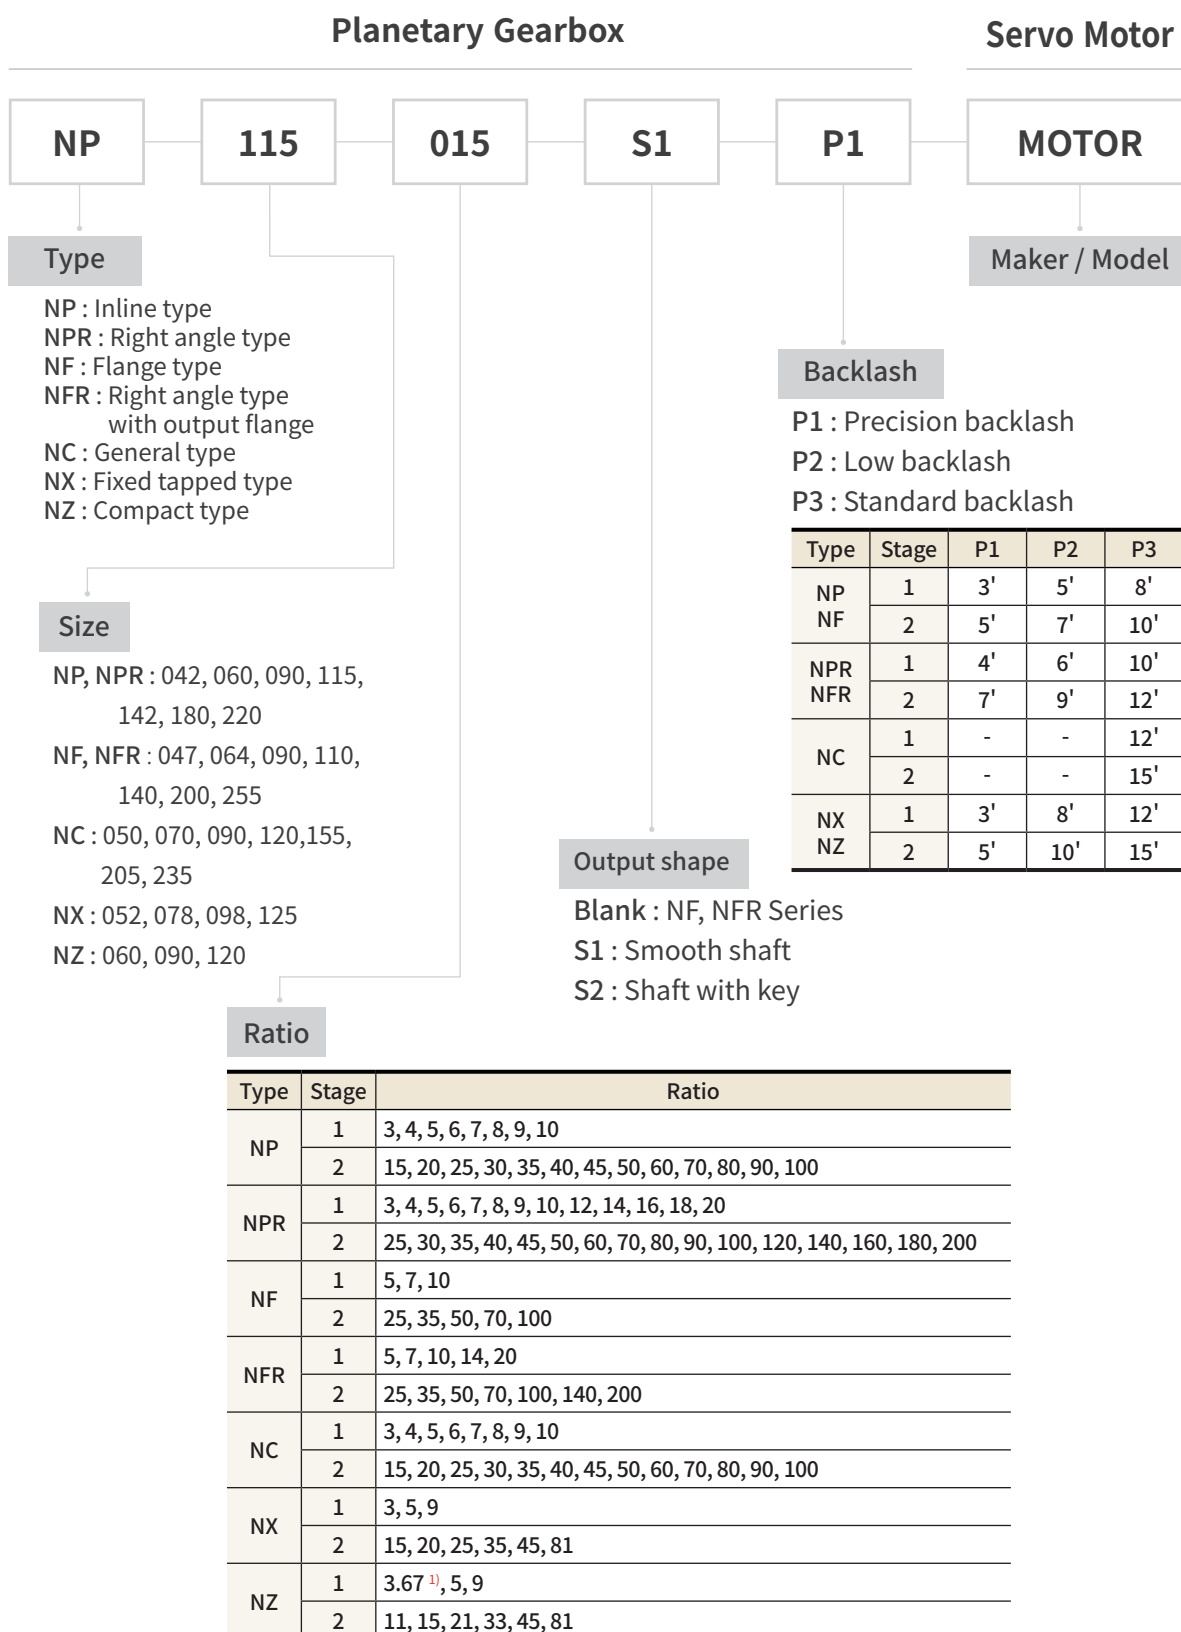 Planetary Gearbox
Servo Motor
NP
115
015
S1
P1
MOTOR
Type
NP : Inline type
NPR : Right angle type
NF : Flange type
NFR : Right angle type
with output flange
NC : General type
NX : Fixed tapped type
NZ : Compact type
Maker / Model
Backlash
P1 : Precision backlash
P2 : Low backlash
P3 : Standard backlash
Type Stage P1 P2 P3
NP NF 1 3' 5' 8'
2 5' 7' 10'
NPR NFR 1 4' 6' 10'
2 7' 9' 12'
NC 1 - - 12'
2 - - 15'
NX NZ 1 3' 8' 12'
2 5' 10' 15'
Size
NP, NPR : 042, 060, 090, 115,
142, 180, 220
NF, NFR : 047, 064, 090, 110,
140, 200, 255
NC : 050, 070, 090, 120,155,
205, 235
NX : 052, 078, 098, 125
NZ : 060, 090, 120
Output shape
Blank : NF, NFR Series
S1 : Smooth shaft
S2 : Shaft with key
Ratio
Type Stage Ratio
NP 1 3, 4, 5, 6, 7, 8, 9, 10
2 15, 20, 25, 30, 35, 40, 45, 50, 60, 70, 80, 90, 100
NPR 1 3, 4, 5, 6, 7, 8, 9, 10, 12, 14, 16, 18, 20
2 25, 30, 35, 40, 45, 50, 60, 70, 80, 90, 100, 120, 140, 160, 180, 200
NF 1 5, 7, 10
2 25, 35, 50, 70, 100
NFR 1 5, 7, 10, 14, 20
2 25, 35, 50, 70, 100, 140, 200
NC 1 3, 4, 5, 6, 7, 8, 9, 10
2 15, 20, 25, 30, 35, 40, 45, 50, 60, 70, 80, 90, 100
NX 1 3, 5, 9
2 15, 20, 25, 35, 45, 81
NZ 1 3.67 1), 5, 9
2 11, 15, 21, 33, 45, 81